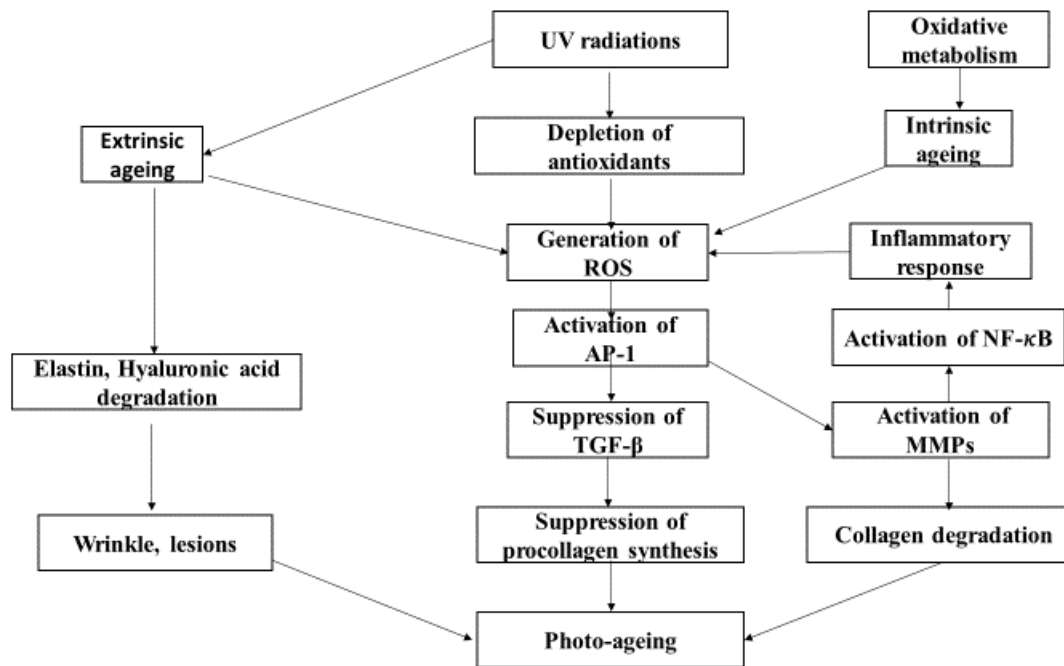 UV radiations
Oxidative
metabolism
Extrinsic
ageing
Depletion of
antioxidants
Intrinsic
ageing
Generation of
ROS
Inflammatory
response
Activation of
AP-1
Activation of NF-κB
Elastin, Hyaluronic acid
degradation
Suppression of
TGF-β
Activation of
MMPs
Wrinkle, lesions
Suppression of
procollagen synthesis
Collagen degradation
Photo-ageing